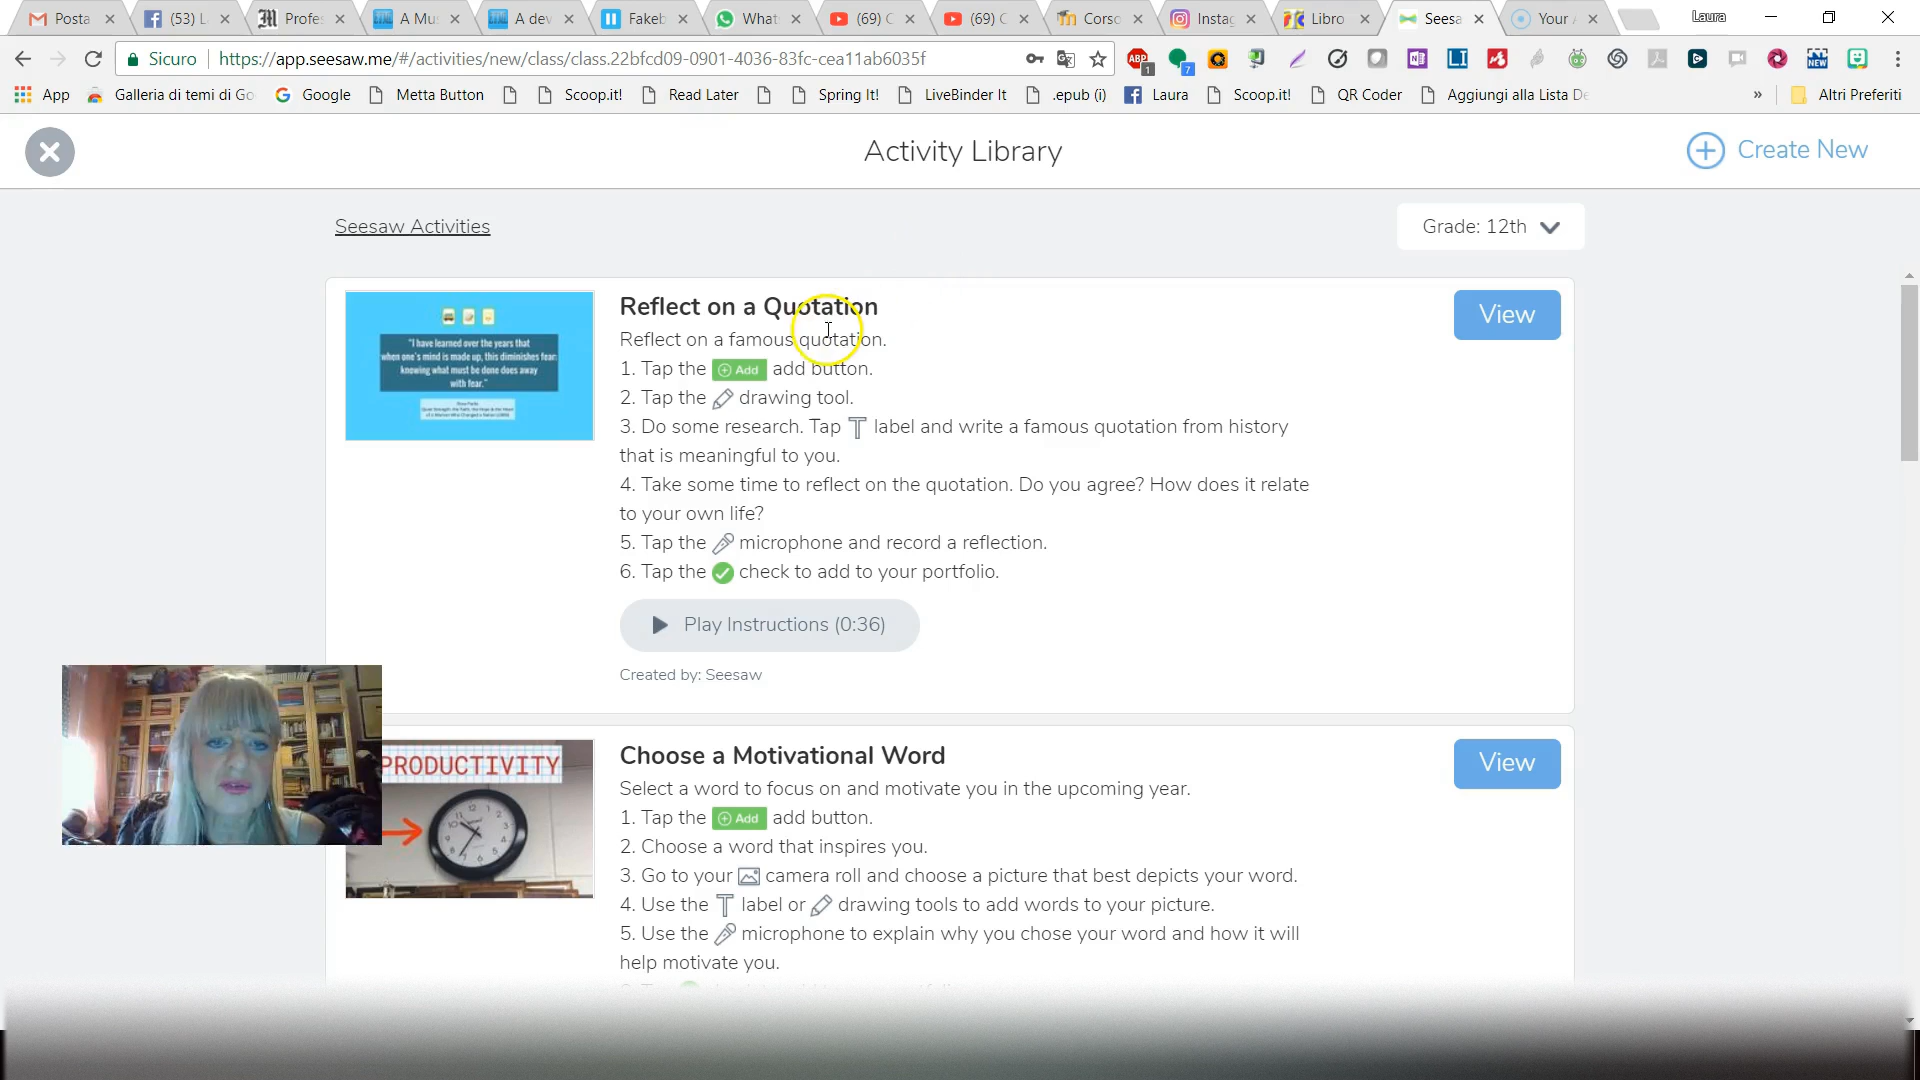 Posta
(53) L
Profes
A Mu
A dev
Fakeb
What
(69) C
(69) C
Corso
Instag
Libro
Seesa
Your
Laura
Sicuro
https://app.seesaw.me/#/activities/new/class/class.22bfcd09-0901-4036-83fc-cea11ab6035f
ABP
1
7
NEW
App
Galleria di temi di Go
Google
Metta Button
Scoop.it!
Read Later
Spring It!
LiveBinder It
.epub (i)
Laura
Scoop.it!
QR Coder
Aggiungi alla Lista De
»
Altri Preferiti
Activity Library
Create New
Seesaw Activities
Grade: 12th
"I have learned over the years that
when one's mind is made up, this diminishes fear;
knowing what must be done does away
with fear."
Reflect on a Quotation
View
Reflect on a famous quotation.
1. Tap the Add add button.
2. Tap the drawing tool.
3. Do some research. Tap T label and write a famous quotation from history
that is meaningful to you.
4. Take some time to reflect on the quotation. Do you agree? How does it relate
to your own life?
5. Tap the microphone and record a reflection.
6. Tap the check to add to your portfolio.
Play Instructions (0:36)
Created by: Seesaw
PRODUCTIVITY
Choose a Motivational Word
View
Select a word to focus on and motivate you in the upcoming year.
1. Tap the Add add button.
2. Choose a word that inspires you.
3. Go to your camera roll and choose a picture that best depicts your word.
4. Use the T label or drawing tools to add words to your picture.
5. Use the microphone to explain why you chose your word and how it will
help motivate you.